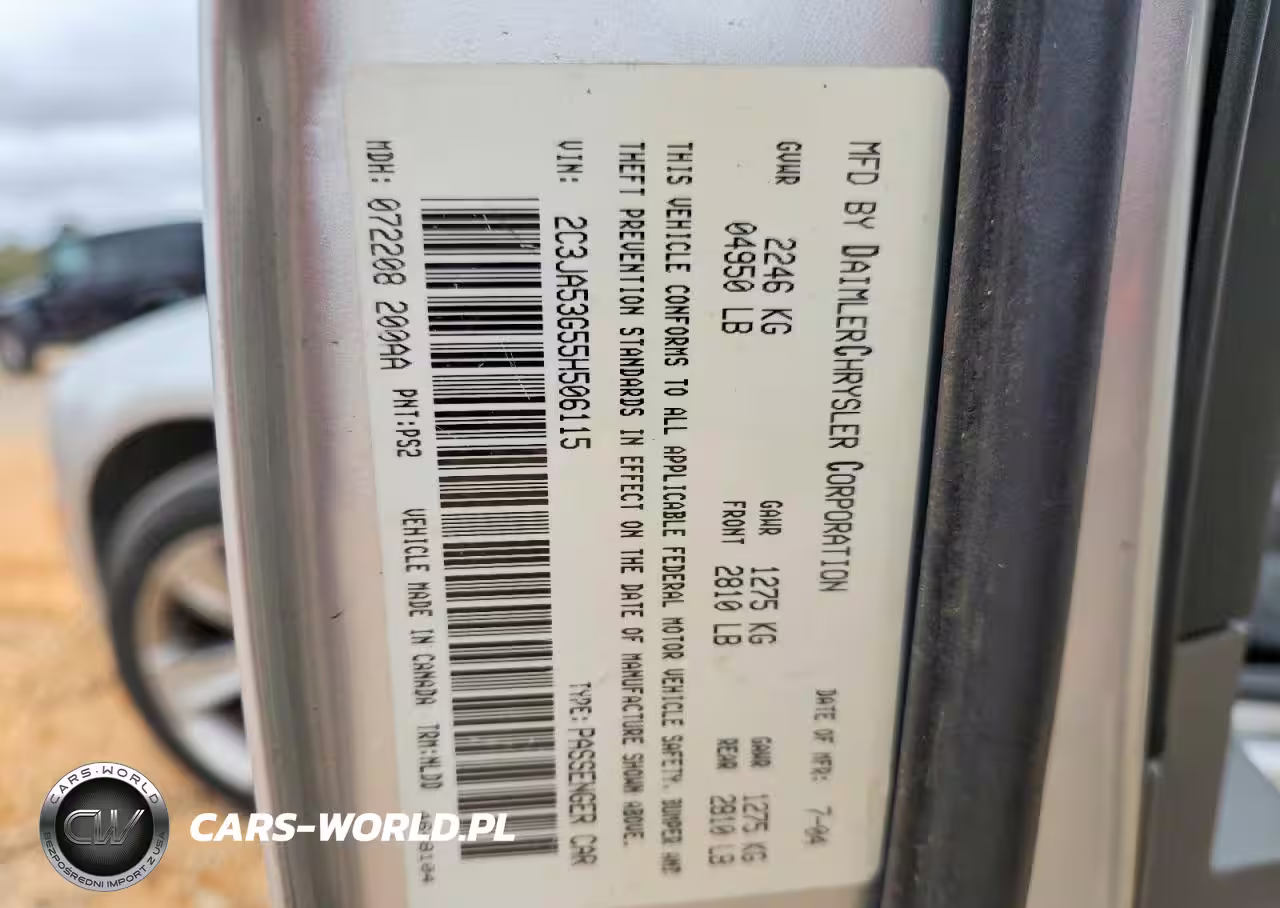 MFD BY DAIMLERCHRYSLER CORPORATION
DATE OF MFR: 7-04
GVWR 2246 KG
04950 LB
GAWR FRONT 1275 KG
2810 LB
GAWR REAR 1275 KG
2810 LB
THIS VEHICLE CONFORMS TO ALL APPLICABLE FEDERAL MOTOR VEHICLE SAFETY, BUMPER AND
THEFT PREVENTION STANDARDS IN EFFECT ON THE DATE OF MANUFACTURE SHOWN ABOVE.
VIN: 2C3JA53G55H506115 TYPE: PASSENGER CAR
MDH: 072208 200AA PNT:PS2 VEHICLE MADE IN CANADA TRM:NLDD
CARS-WORLD
CW
BEZPOŚREDNI IMPORT Z USA
CARS-WORLD.PL